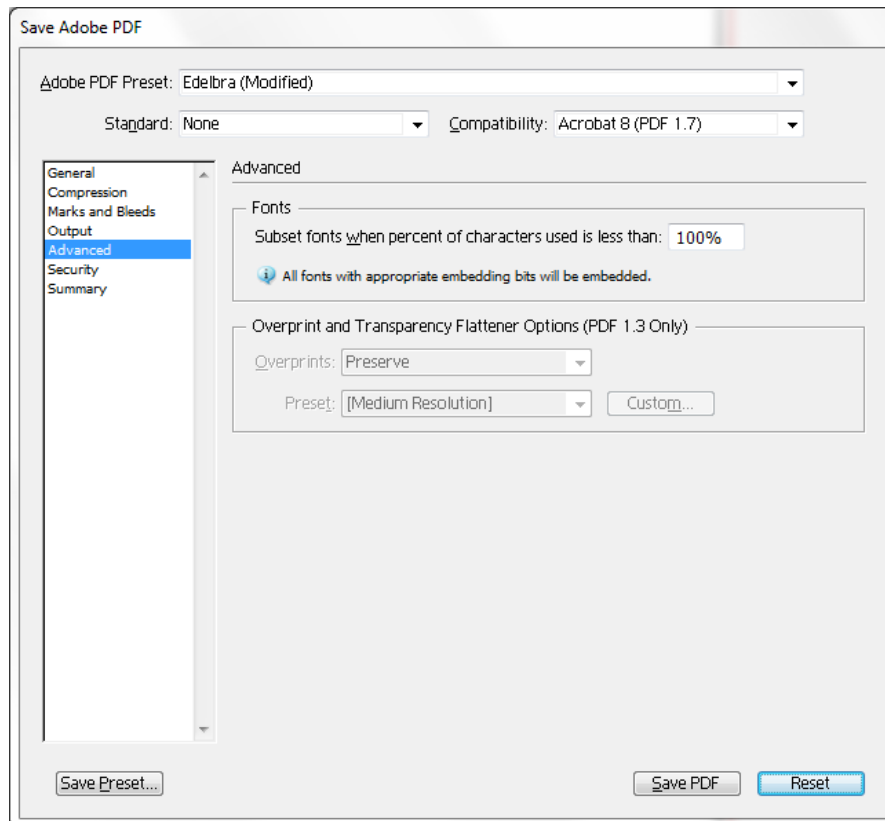 Save Adobe PDF
Adobe PDF Preset: Edelbra (Modified)
Standard: None Compatibility: Acrobat 8 (PDF 1.7)
General
Compression
Marks and Bleeds
Output
Advanced
Security
Summary
Advanced
Fonts
Subset fonts when percent of characters used is less than: 100%
All fonts with appropriate embedding bits will be embedded.
Overprint and Transparency Flattener Options (PDF 1.3 Only)
Overprints: Preserve
Preset: [Medium Resolution] Custom...
Save Preset... Save PDF Reset